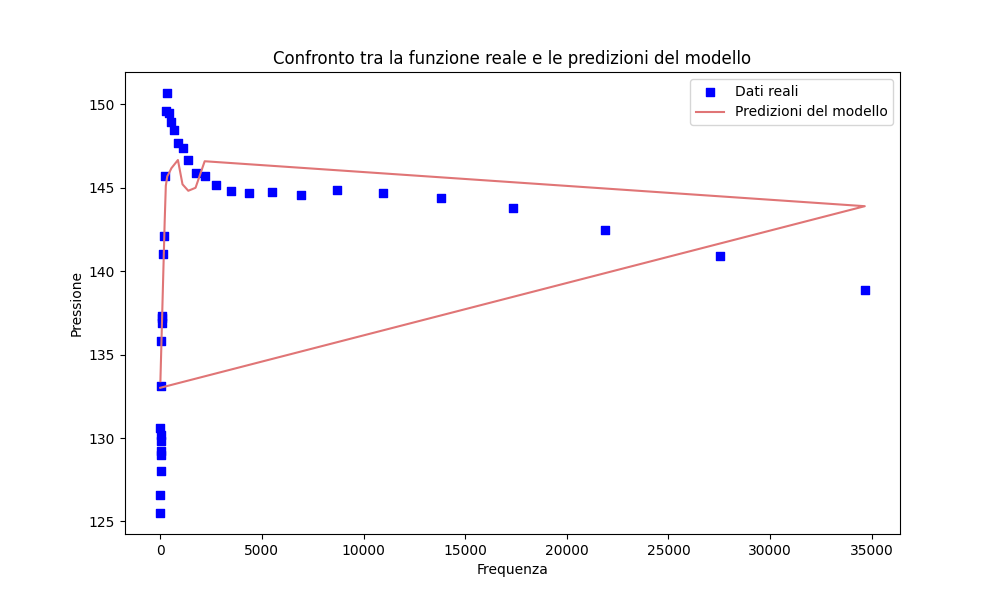 Confronto tra la funzione reale e le predizioni del modello
Dati reali
Predizioni del modello
150
145
140
135
130
125
Pressione
0
5000
10000
15000
20000
25000
30000
35000
Frequenza